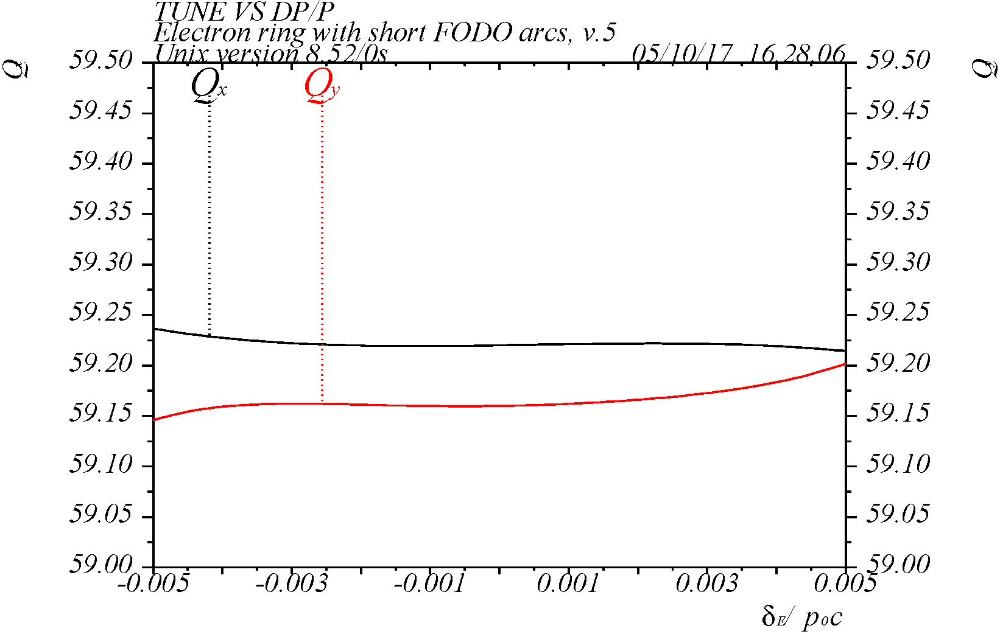 TUNE VS DP/P
Electron ring with short FODO arcs, v.5
Unix version 8.52/0s 05/10/17 16.28.06
Q
Q
Qx Qy
59.50 59.50
59.45 59.45
59.40 59.40
59.35 59.35
59.30 59.30
59.25 59.25
59.20 59.20
59.15 59.15
59.10 59.10
59.05 59.05
59.00 59.00
-0.005 -0.003 -0.001 0.001 0.003 0.005
δE/ p0c